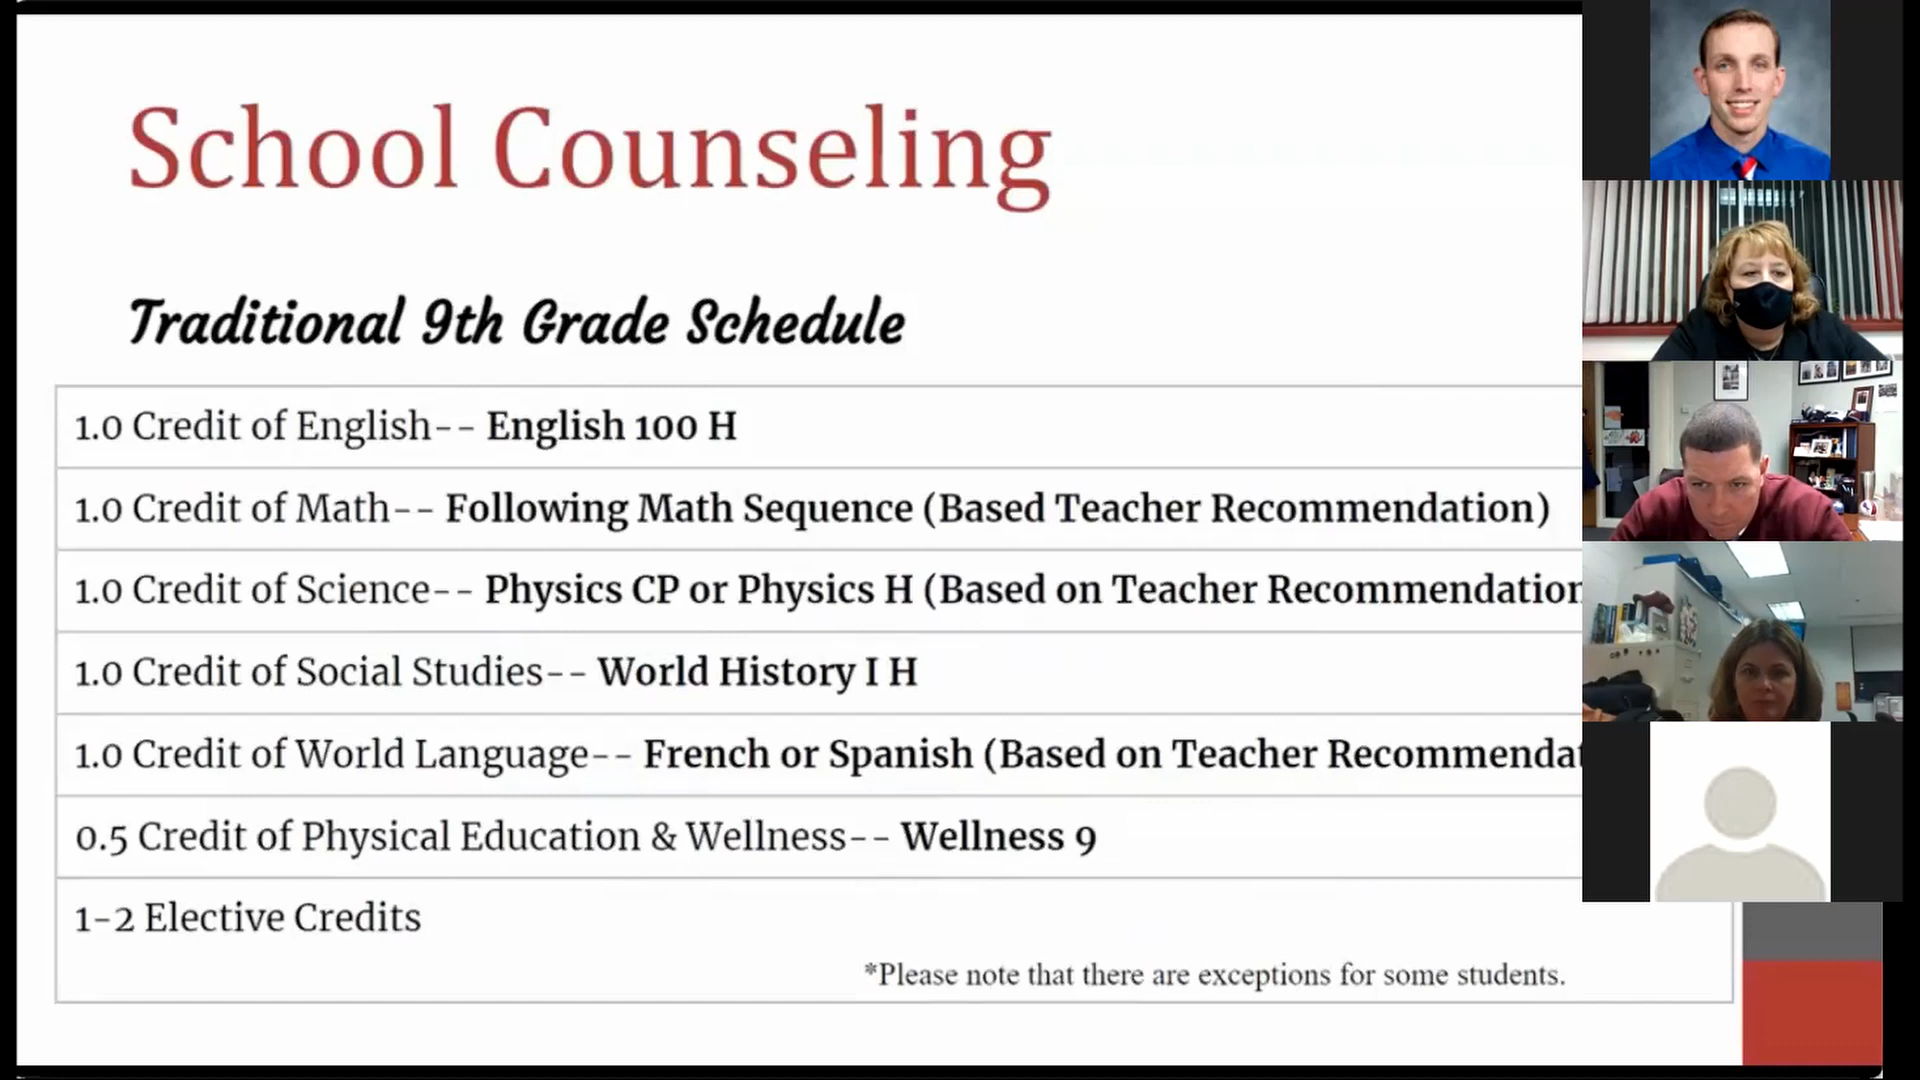 School Counseling
Traditional 9th Grade Schedule
1.0 Credit of English-- English 100 H
1.0 Credit of Math-- Following Math Sequence (Based Teacher Recommendation)
1.0 Credit of Science-- Physics CP or Physics H (Based on Teacher Recommendation
1.0 Credit of Social Studies-- World History I H
1.0 Credit of World Language-- French or Spanish (Based on Teacher Recommendat
0.5 Credit of Physical Education & Wellness-- Wellness 9
1-2 Elective Credits
*Please note that there are exceptions for some students.